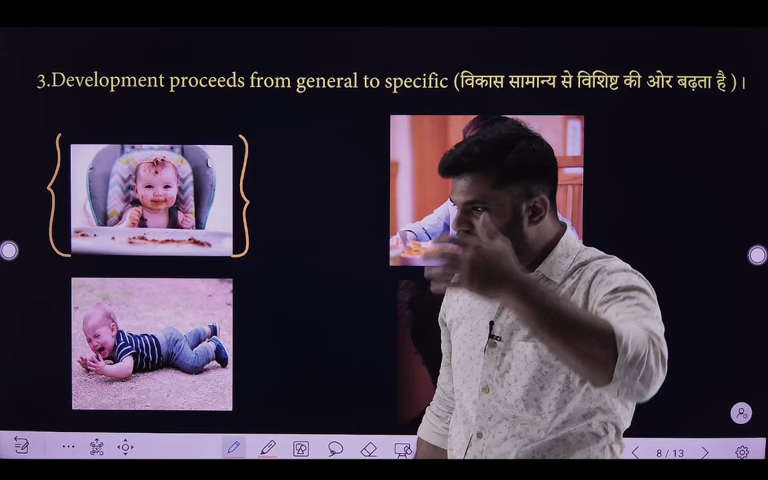 3.Development proceeds from general to specific (विकास सामान्य से विशिष्ट की ओर बढ़ता है )।
8 / 13